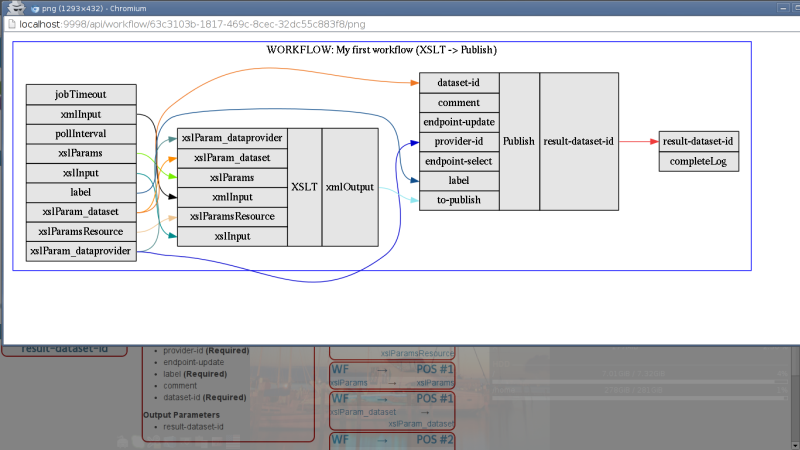 png (1293×432) - Chromium
localhost:9998/api/workflow/63c3103b-1817-469c-8cec-32dc55c883f8/png
WORKFLOW: My first workflow (XSLT -> Publish)
jobTimeout
xmlInput
pollInterval
xslParams
xslInput
label
xslParam_dataset
xslParamsResource
xslParam_dataprovider
xslParam_dataprovider
xslParam_dataset
xslParams
xmlInput
xslParamsResource
xslInput
XSLT
xmlOutput
dataset-id
comment
endpoint-update
provider-id
endpoint-select
label
to-publish
Publish
result-dataset-id
result-dataset-id
completeLog
result-dataset-id
provider-id (Required)
endpoint-update
label (Required)
comment
dataset-id (Required)
Output Parameters
result-dataset-id
xslParamsResource
WF → POS #1
xslParams → xslParams
WF → POS #1
xslParam_dataset →
xslParam_dataset
WF → POS #2